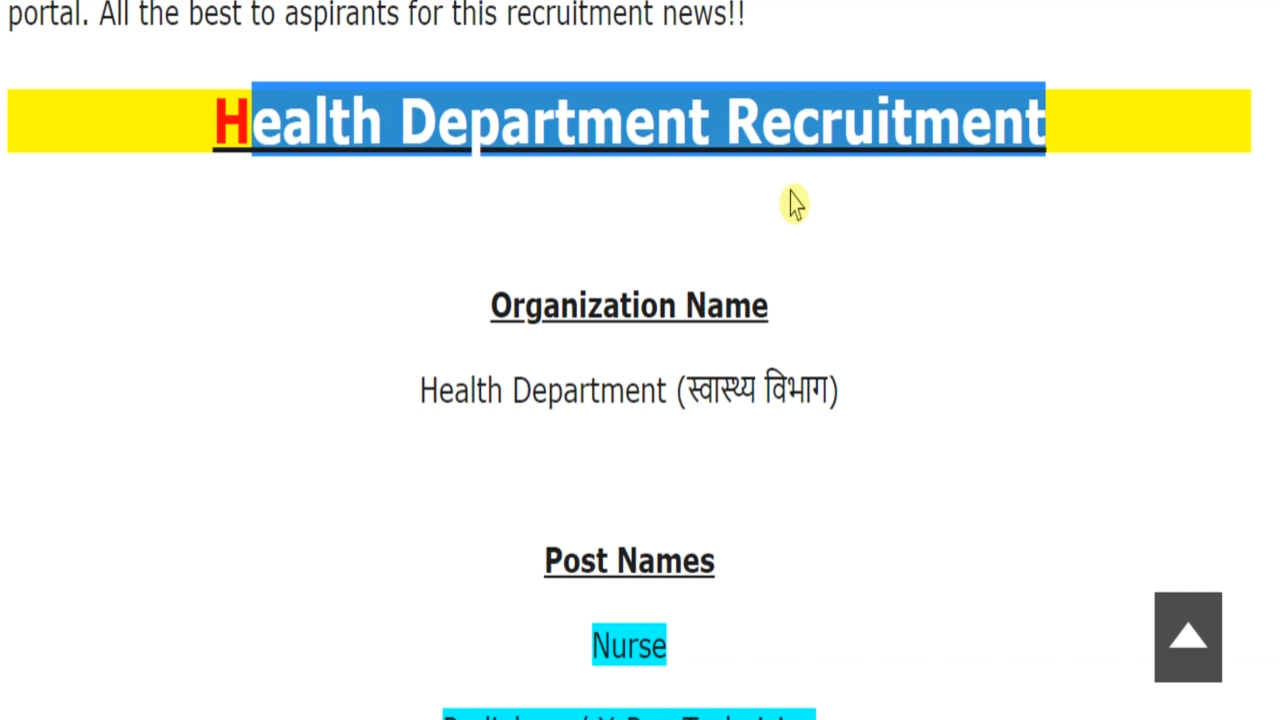 portal. All the best to aspirants for this recruitment news!!
Health Department Recruitment
Organization Name
Health Department (स्वास्थ्य विभाग)
Post Names
Nurse